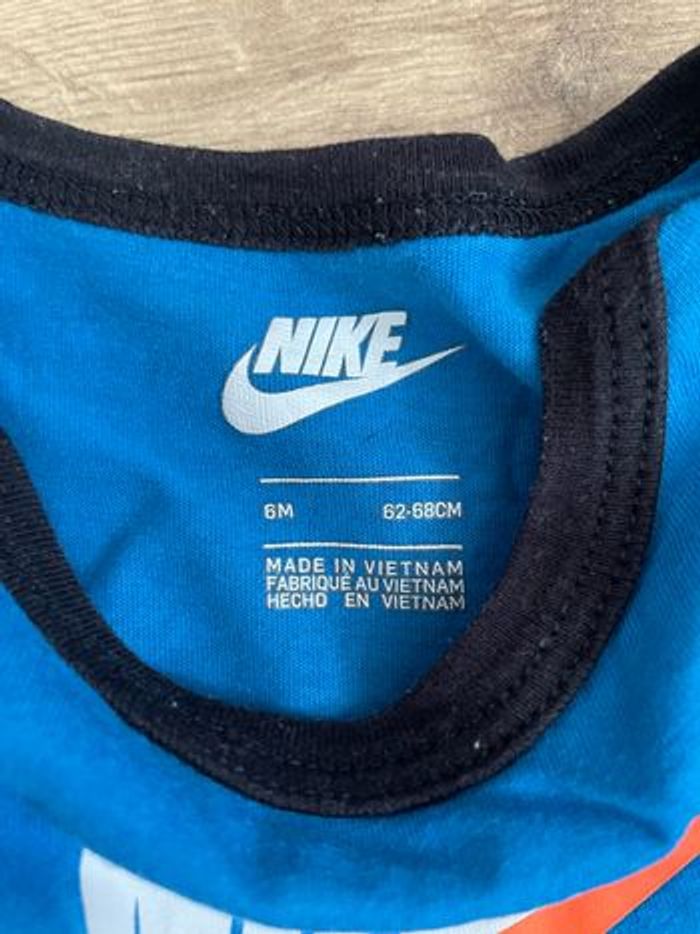 NIKE
6M 62-68CM
MADE IN VIETNAM
FABRIQUÉ AU VIETNAM
HECHO EN VIETNAM